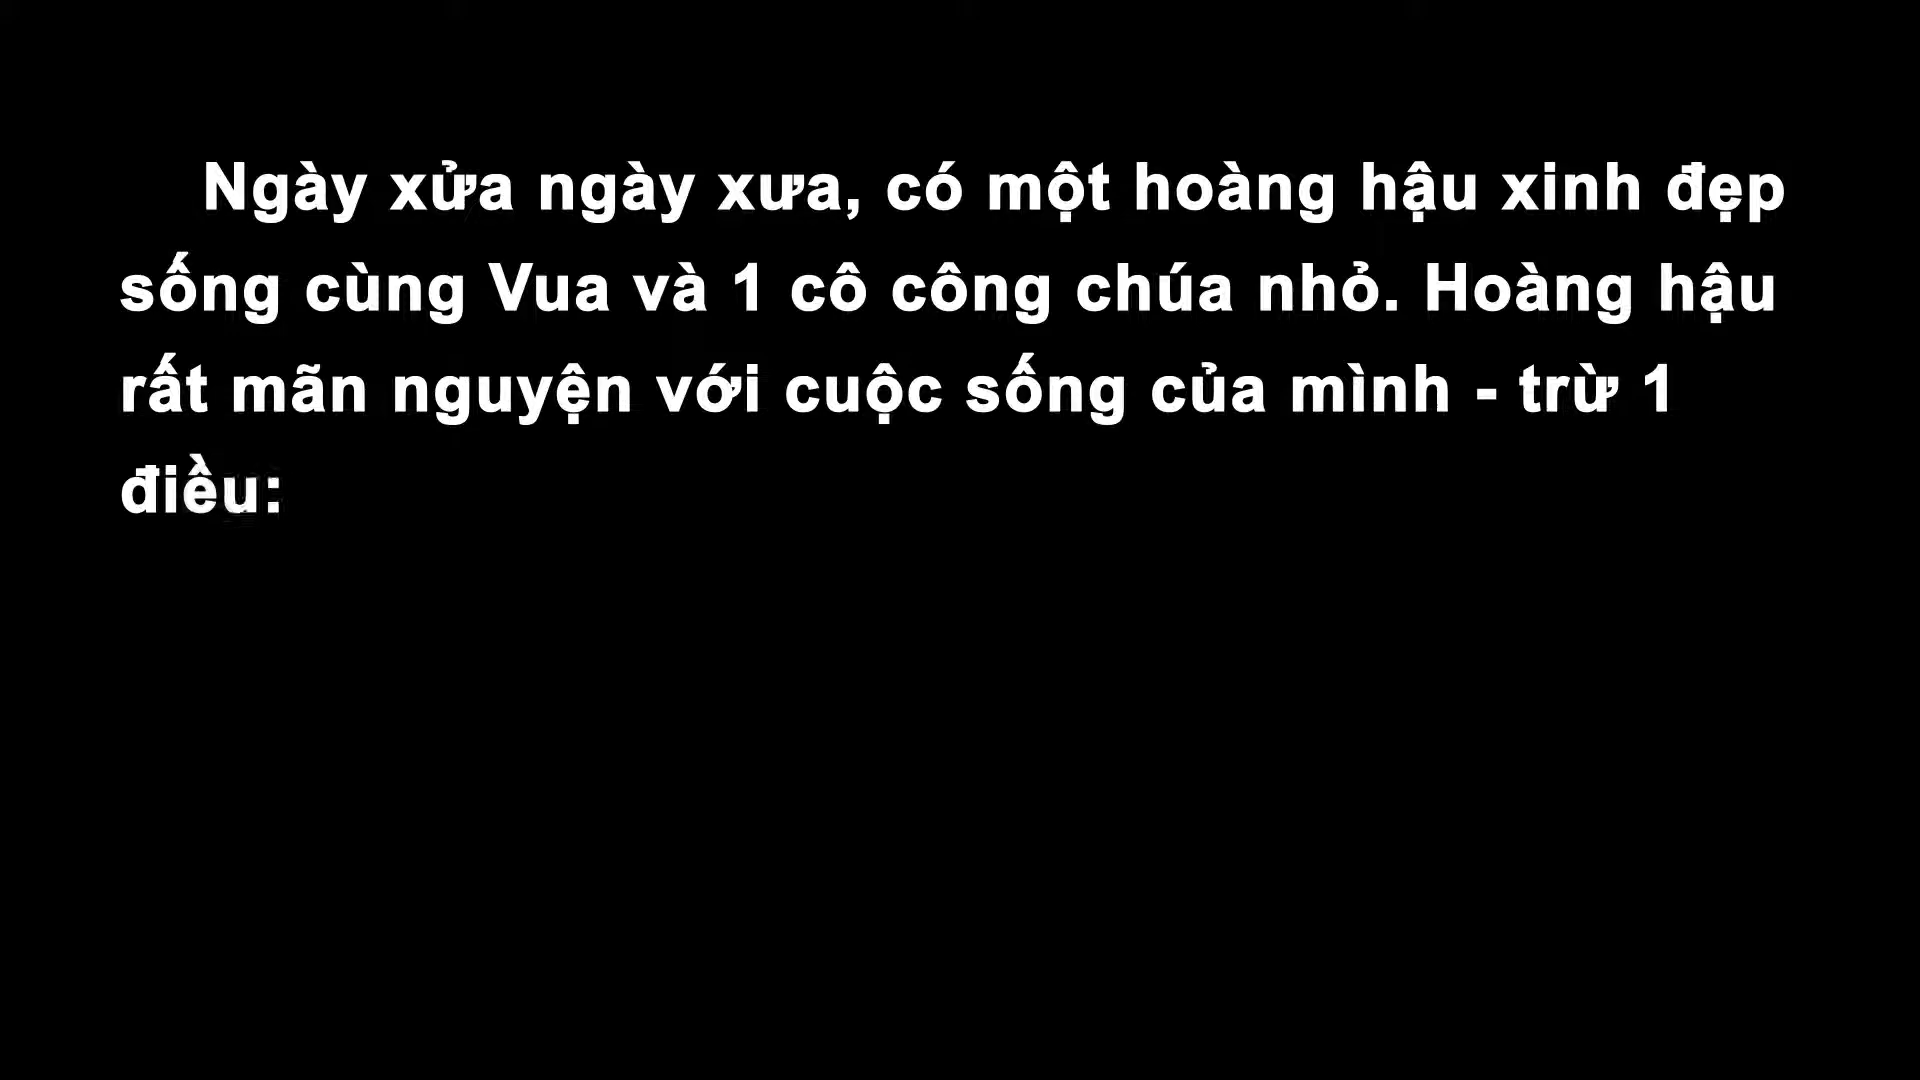 Ngày xửa ngày xưa, có một hoàng hậu xinh đẹp
sống cùng Vua và 1 cô công chúa nhỏ. Hoàng hậu
rất mãn nguyện với cuộc sống của mình - trừ 1
điều: